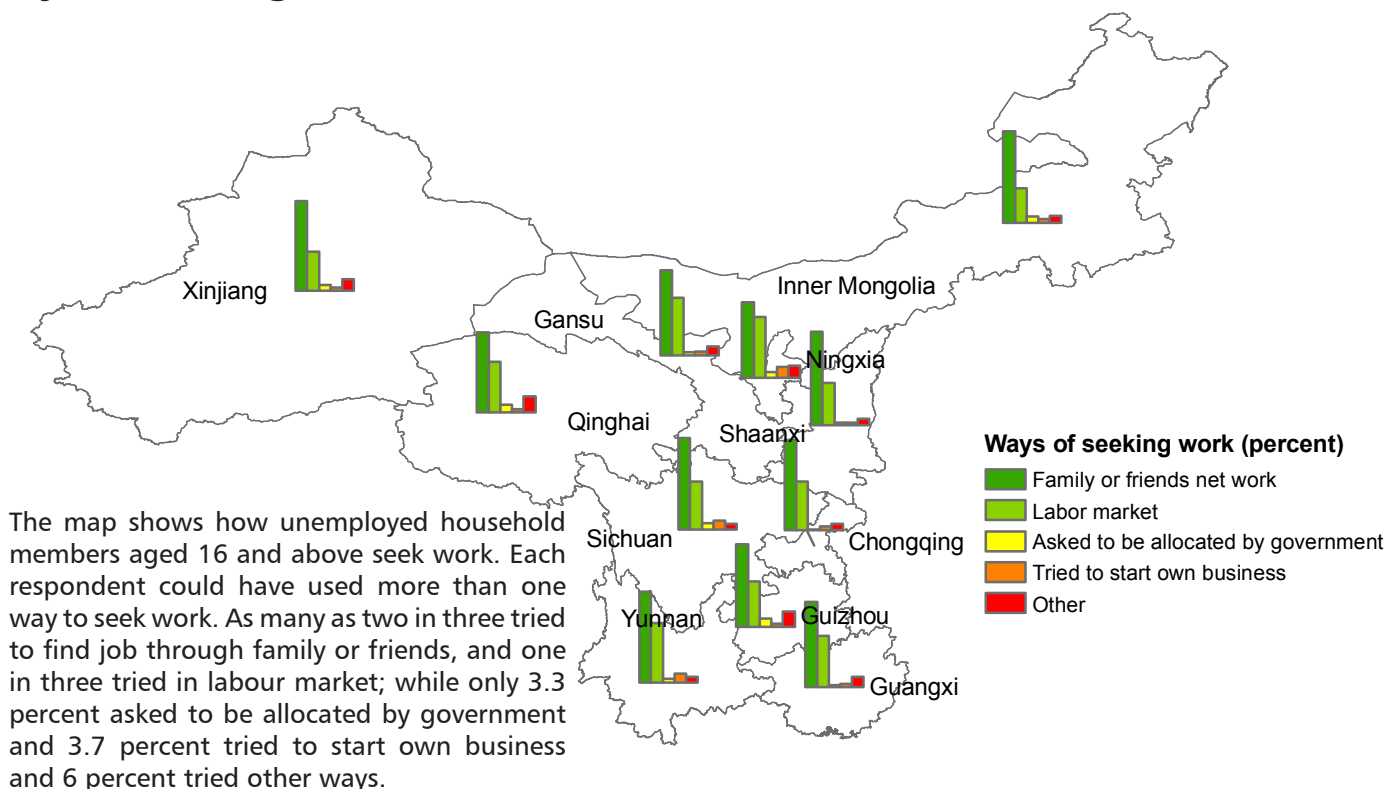 Xinjiang
Gansu
Inner Mongolia
Ningxia
Qinghai
Shaanxi
Sichuan
Chongqing
Yunnan
Guizhou
Guangxi
Ways of seeking work (percent)
Family or friends net work
Labor market
Asked to be allocated by government
Tried to start own business
Other
The map shows how unemployed household
members aged 16 and above seek work. Each
respondent could have used more than one
way to seek work. As many as two in three tried
to find job through family or friends, and one
in three tried in labour market; while only 3.3
percent asked to be allocated by government
and 3.7 percent tried to start own business
and 6 percent tried other ways.